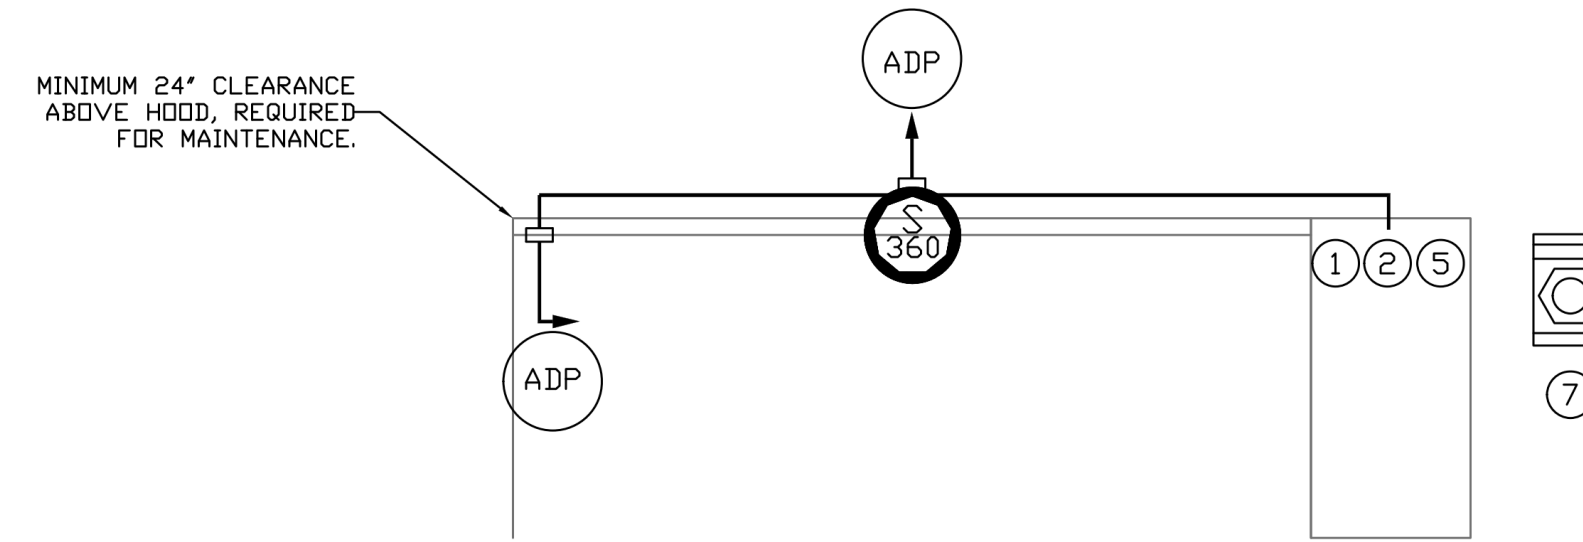 ADP
MINIMUM 24" CLEARANCE
ABOVE HOOD, REQUIRED
FOR MAINTENANCE.
S
360
1 2 5
ADP
7